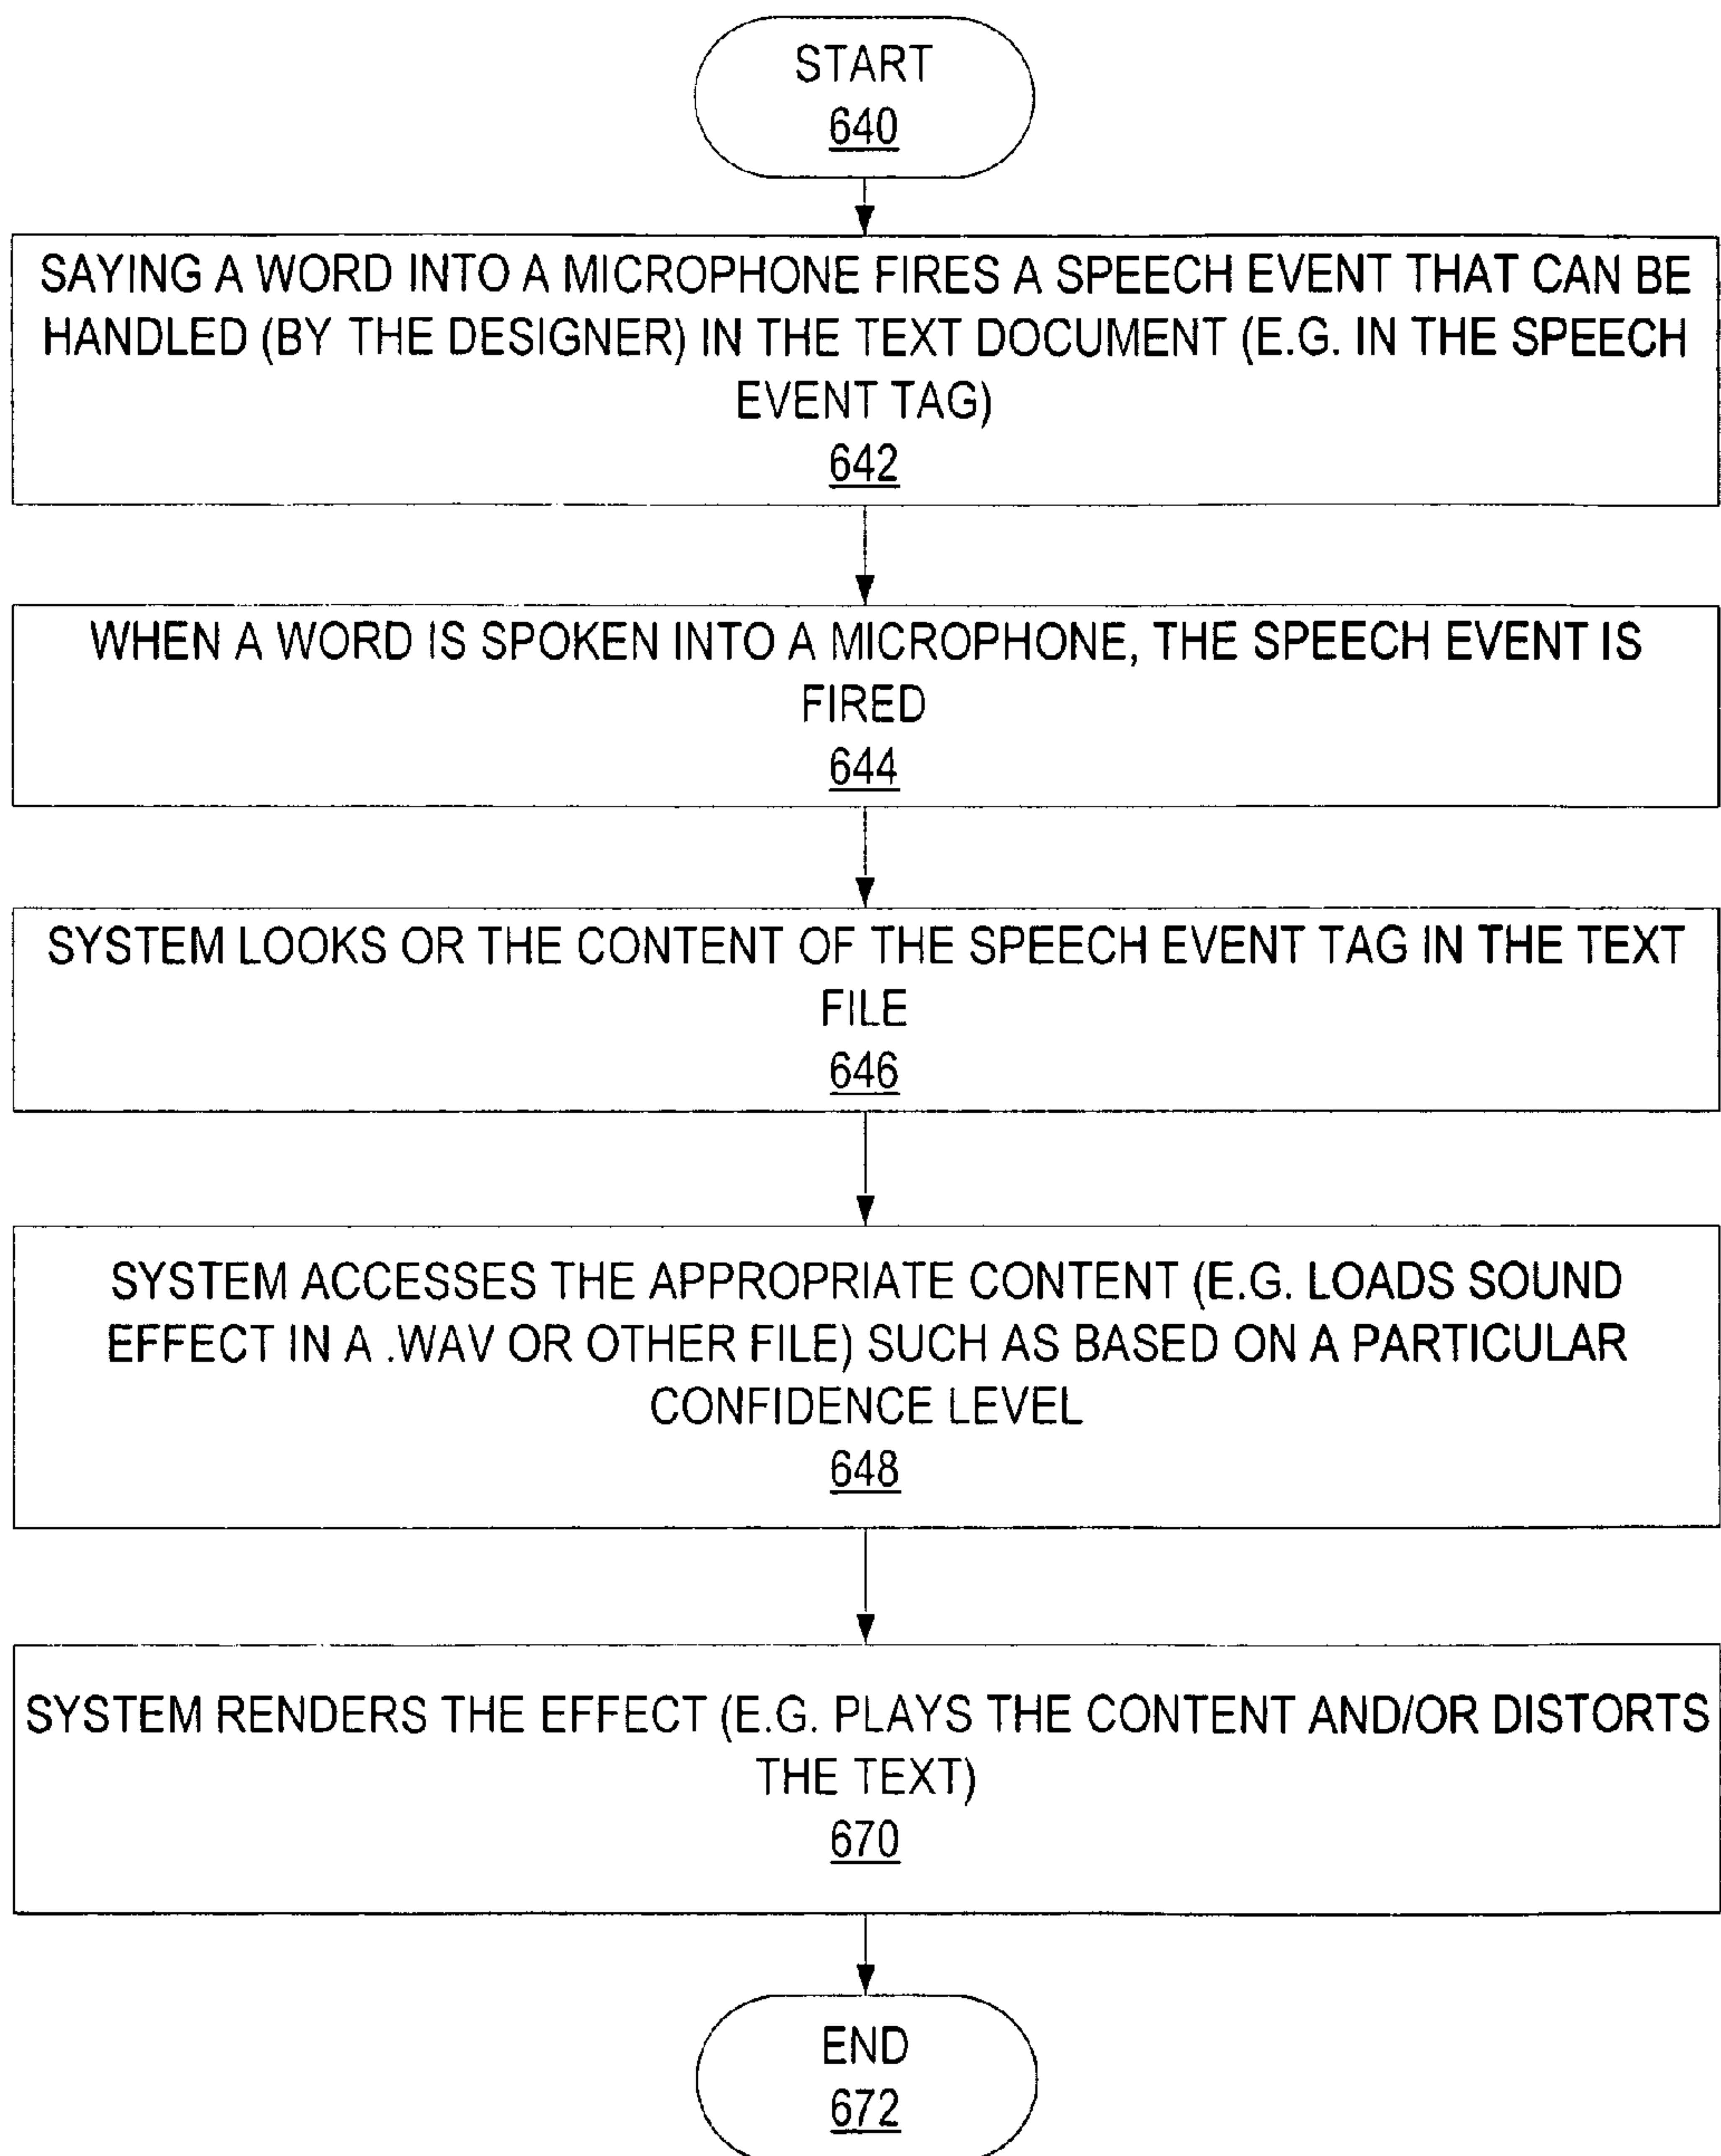 START
640
SAYING A WORD INTO A MICROPHONE FIRES A SPEECH EVENT THAT CAN BE
HANDLED (BY THE DESIGNER) IN THE TEXT DOCUMENT (E.G. IN THE SPEECH
EVENT TAG)
642
WHEN A WORD IS SPOKEN INTO A MICROPHONE, THE SPEECH EVENT IS
FIRED
644
SYSTEM LOOKS OR THE CONTENT OF THE SPEECH EVENT TAG IN THE TEXT
FILE
646
SYSTEM ACCESSES THE APPROPRIATE CONTENT (E.G. LOADS SOUND
EFFECT IN A .WAV OR OTHER FILE) SUCH AS BASED ON A PARTICULAR
CONFIDENCE LEVEL
648
SYSTEM RENDERS THE EFFECT (E.G. PLAYS THE CONTENT AND/OR DISTORTS
THE TEXT)
670
END
672